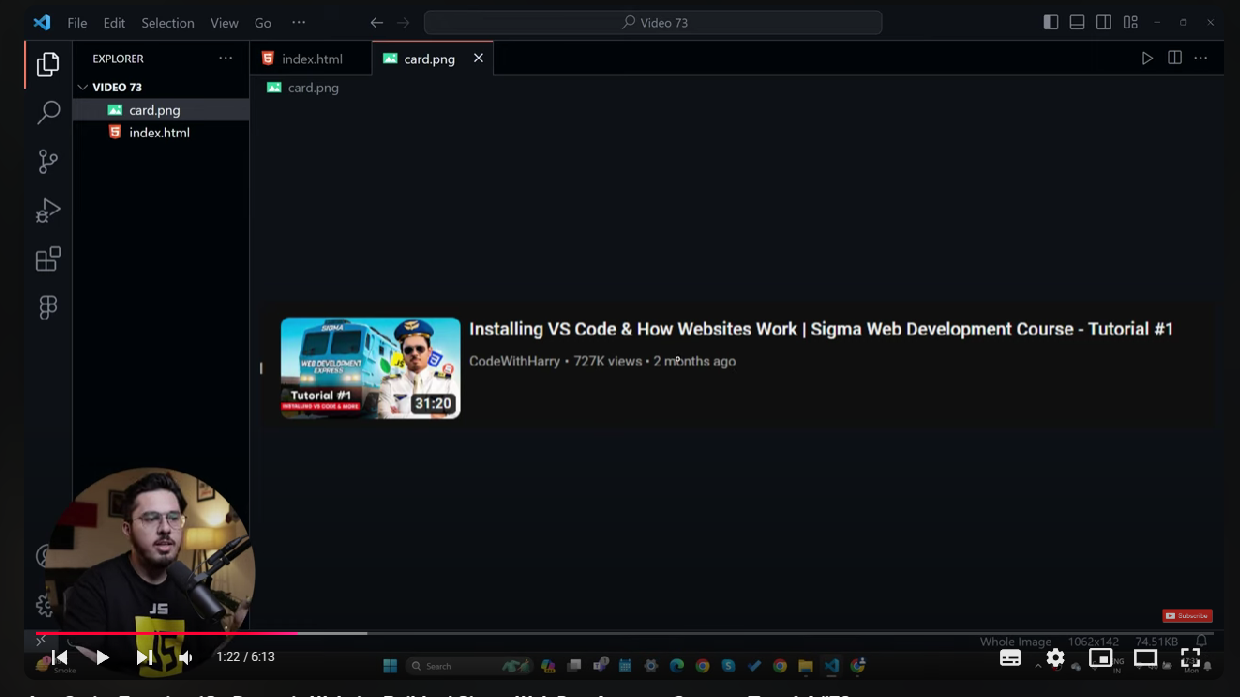 File Edit Selection View Go ···
Video 73
EXPLORER
index.html
card.png
VIDEO 73
card.png
card.png
index.html
SIGMA
WEB DEVELOPMENT
EXPRESS
Tutorial #1
INSTALLING VS CODE & MORE
31:20
Installing VS Code & How Websites Work | Sigma Web Development Course - Tutorial #1
CodeWithHarry • 727K views • 2 months ago
JS
JS
Subscribe
Whole Image 1062x142 74.51KB
1:22 / 6:13
Smoke
Search